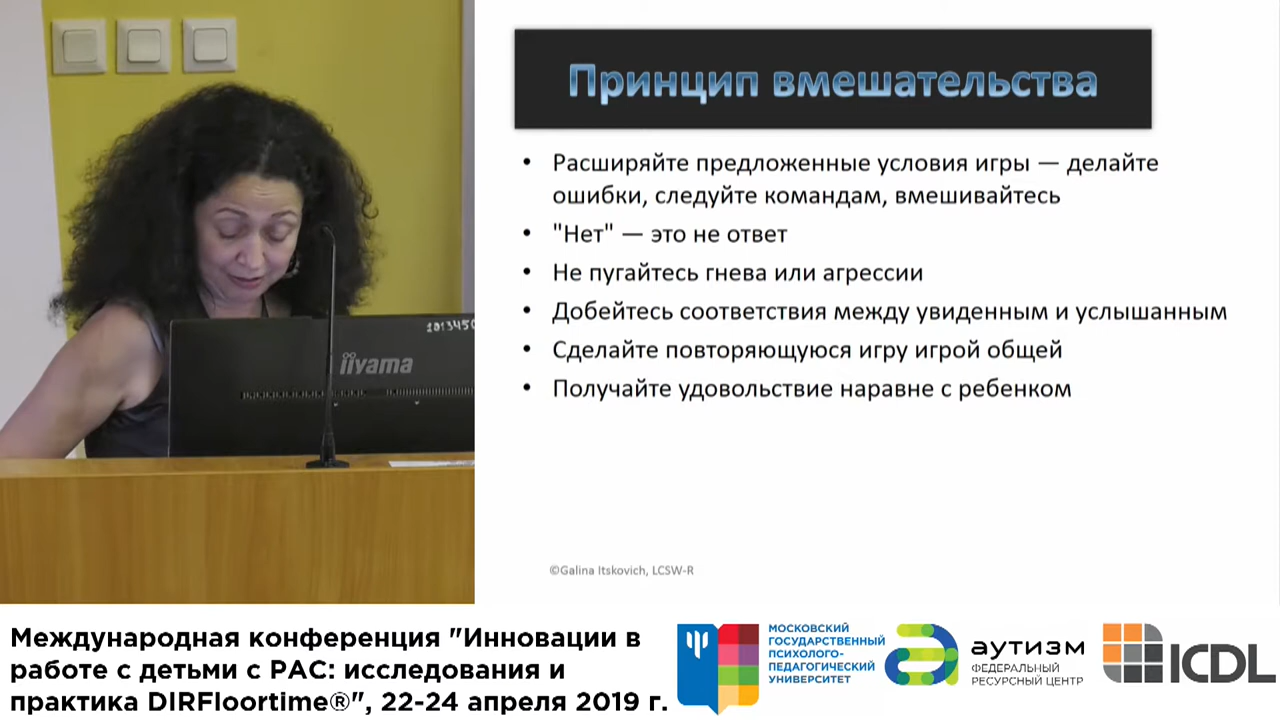 Принцип вмешательства
• Расширяйте предложенные условия игры — делайте
ошибки, следуйте командам, вмешивайтесь
• "Нет" — это не ответ
• Не пугайтесь гнева или агрессии
• Добейтесь соответствия между увиденным и услышанным
• Сделайте повторяющуюся игру игрой общей
• Получайте удовольствие наравне с ребенком
©Galina Itskovich, LCSW-R
iiyama
Международная конференция "Инновации в
работе с детьми с РАС: исследования и
практика DIRFloortime®", 22-24 апреля 2019 г.
МОСКОВСКИЙ
ГОСУДАРСТВЕННЫЙ
ПСИХОЛОГО-
ПЕДАГОГИЧЕСКИЙ
УНИВЕРСИТЕТ
аутизм
ФЕДЕРАЛЬНЫЙ
РЕСУРСНЫЙ ЦЕНТР
ICDL